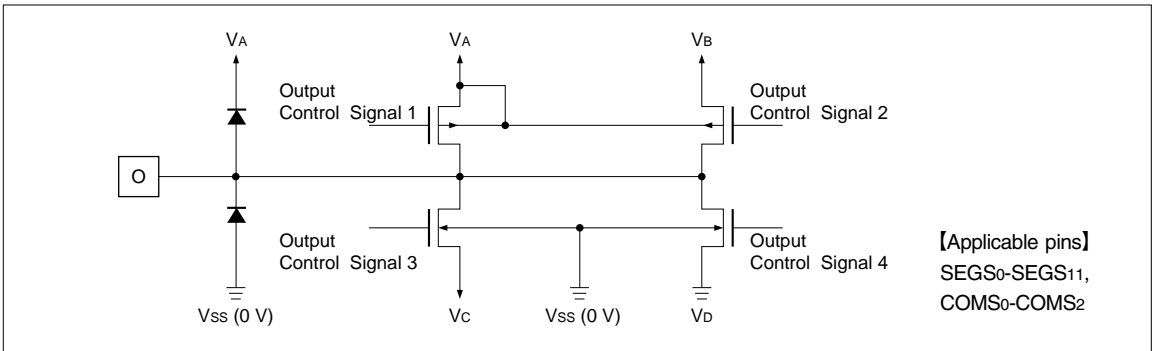 VA
VA
VB
Output
Control Signal 1
Output
Control Signal 2
O
Output
Control Signal 3
Output
Control Signal 4
VSS (0 V)
VC
VSS (0 V)
VD
【Applicable pins】
SEGS0-SEGS11,
COMS0-COMS2